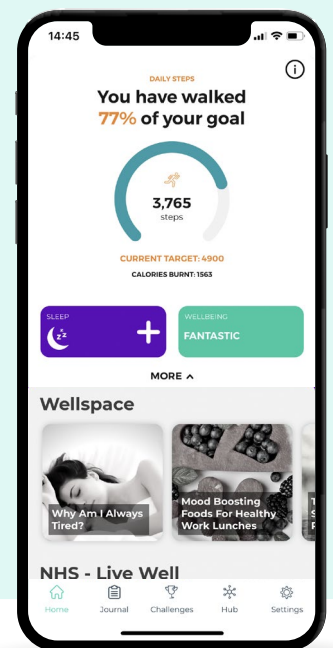 14:45
DAILY STEPS
You have walked
77% of your goal
3,765
steps
CURRENT TARGET: 4900
CALORIES BURNT: 1563
SLEEP
zzz
WELLBEING
FANTASTIC
MORE
Wellspace
Why Am I Always
Tired?
Mood Boosting
Foods For Healthy
Work Lunches
NHS - Live Well
Home
Journal
Challenges
Hub
Settings